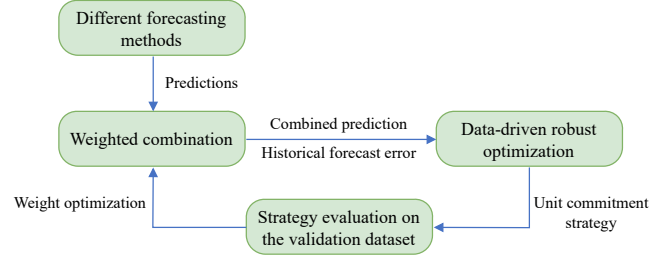 Different forecasting
methods
Predictions
Weighted combination
Combined prediction
Historical forecast error
Data-driven robust
optimization
Weight optimization
Strategy evaluation on
the validation dataset
Unit commitment
strategy